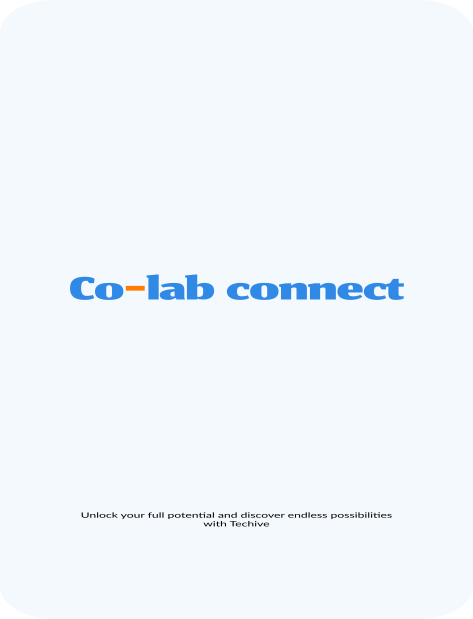 Co-lab connect
Unlock your full potential and discover endless possibilities
with Techive